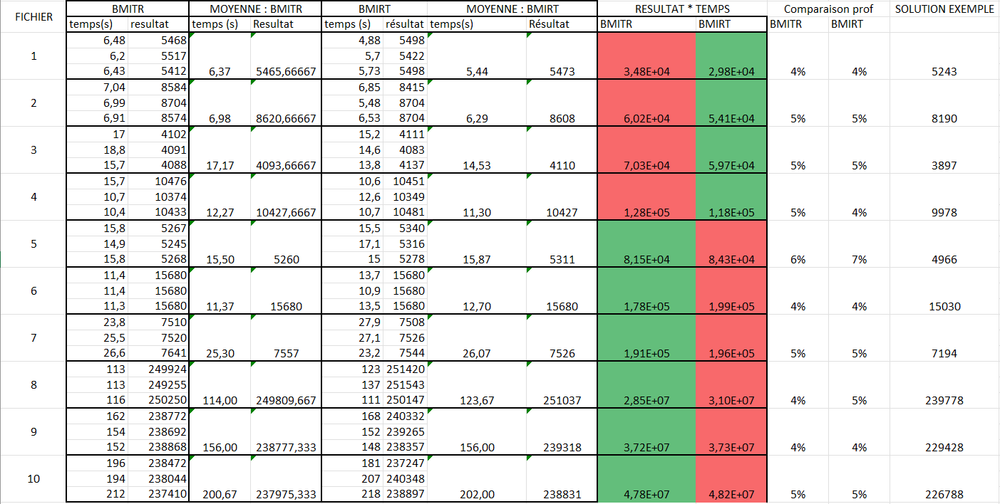 FICHIER BMITR MOYENNE : BMITR BMIRT MOYENNE : BMIRT RESULTAT * TEMPS Comparaison prof SOLUTION EXEMPLE
temps(s) resultat temps (s) Resultat temps (s) résultat temps(s) Résultat BMITR BMIRT BMITR BMIRT
6,48 5468 4,88 5498
1 6,2 5517 5,7 5422
6,43 5412 6,37 5465,66667 5,73 5498 5,44 5473 3,48E+04 2,98E+04 4% 4% 5243
7,04 8584 6,85 8415
2 6,99 8704 5,48 8704
6,91 8574 6,98 8620,66667 6,53 8704 6,29 8608 6,02E+04 5,41E+04 5% 5% 8190
17 4102 15,2 4111
3 18,8 4091 14,6 4083
15,7 4088 17,17 4093,66667 13,8 4137 14,53 4110 7,03E+04 5,97E+04 5% 5% 3897
15,7 10476 10,6 10451
4 10,7 10374 12,6 10349
10,4 10433 12,27 10427,6667 10,7 10481 11,30 10427 1,28E+05 1,18E+05 5% 4% 9978
15,8 5267 15,5 5340
5 14,9 5245 17,1 5316
15,8 5268 15,50 5260 15 5278 15,87 5311 8,15E+04 8,43E+04 6% 7% 4966
11,4 15680 13,7 15680
6 11,4 15680 10,9 15680
11,3 15680 11,37 15680 13,5 15680 12,70 15680 1,78E+05 1,99E+05 4% 4% 15030
23,8 7510 27,9 7508
7 25,5 7520 27,1 7526
26,6 7641 25,30 7557 23,2 7544 26,07 7526 1,91E+05 1,96E+05 5% 5% 7194
113 249924 123 251420
8 113 249255 137 251543
116 250250 114,00 249809,667 111 250147 123,67 251037 2,85E+07 3,10E+07 4% 5% 239778
162 238772 168 240332
9 154 238692 152 239265
152 238868 156,00 238777,333 148 238357 156,00 239318 3,72E+07 3,73E+07 4% 4% 229428
196 238472 181 237247
10 194 238044 207 240348
212 237410 200,67 237975,333 218 238897 202,00 238831 4,78E+07 4,82E+07 5% 5% 226788